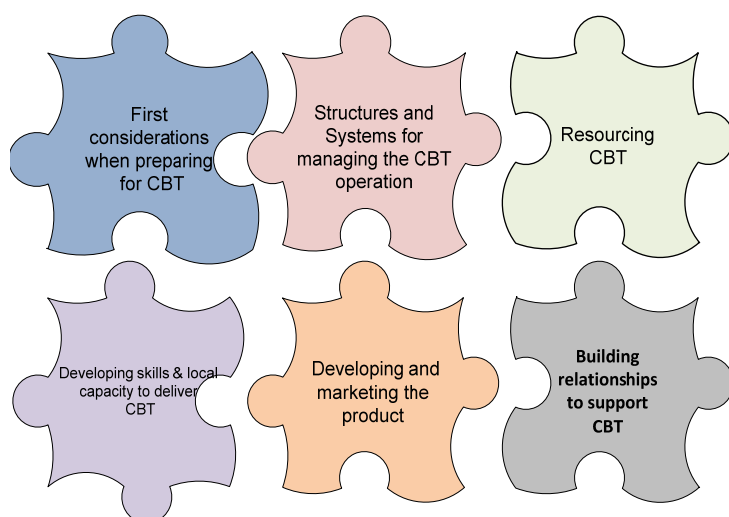 First
considerations
when preparing
for CBT
Structures and
Systems for
managing the CBT
operation
Resourcing
CBT
Developing skills & local
capacity to deliver
CBT
Developing and
marketing the
product
Building
relationships
to support
CBT